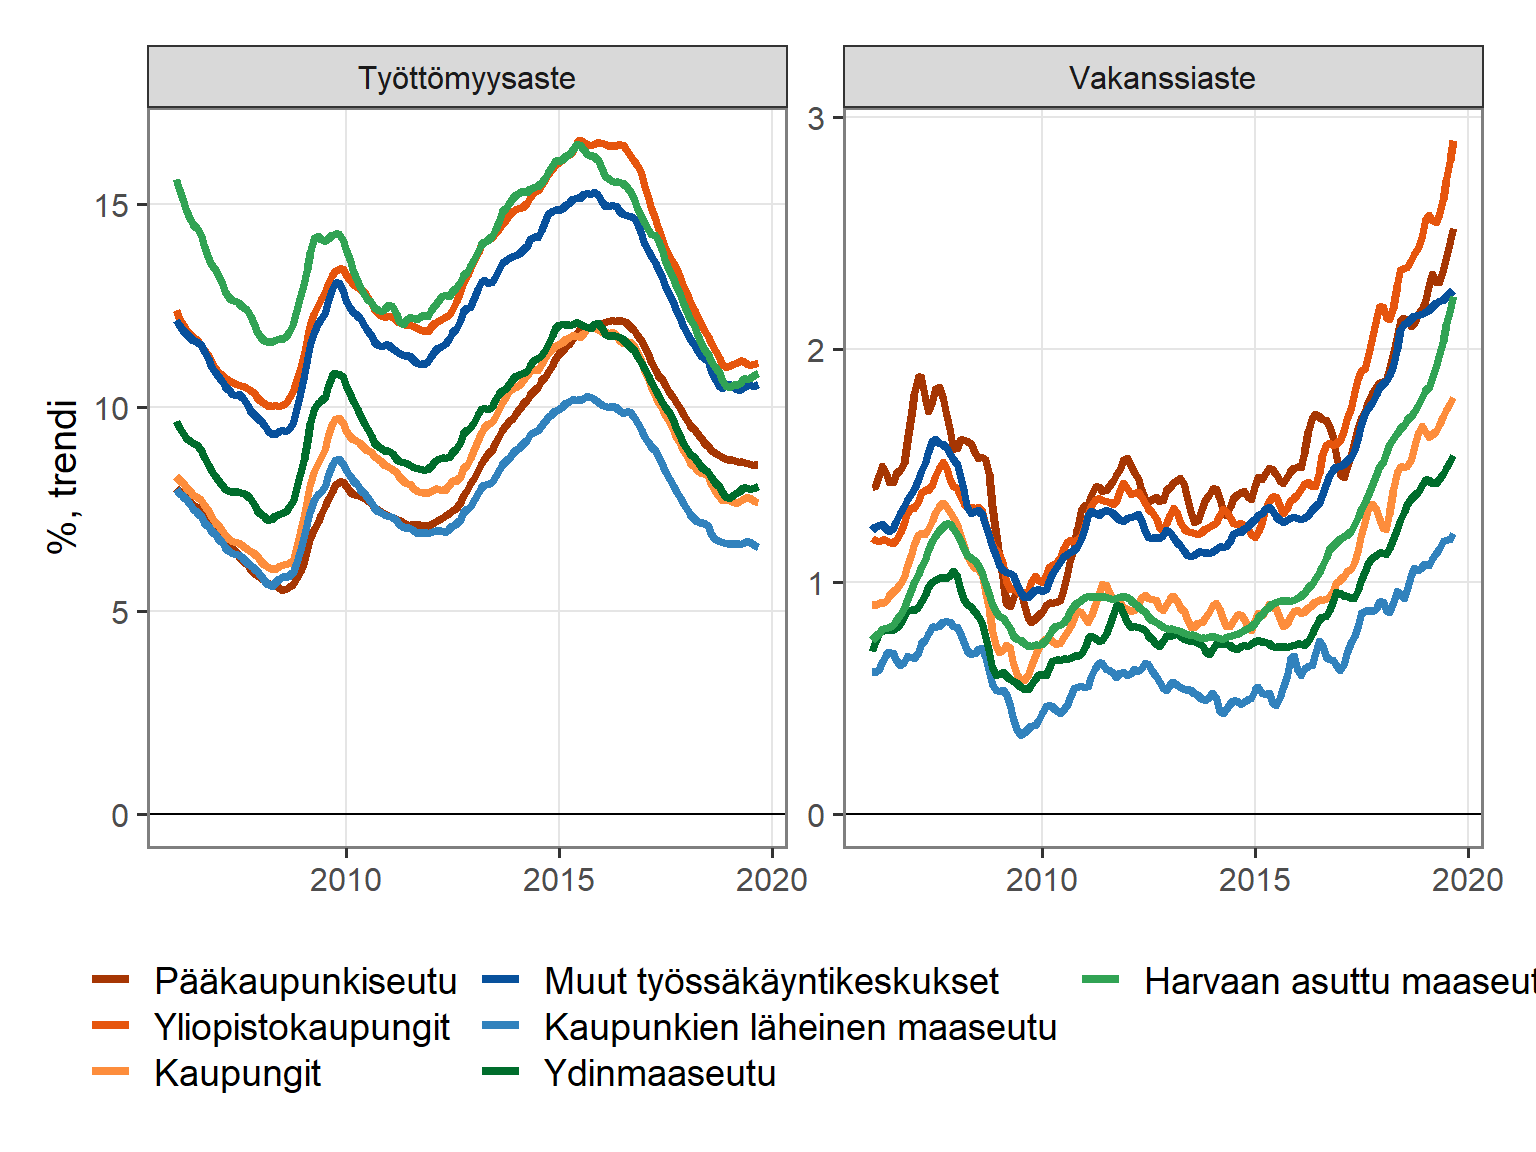 Työttömyysaste
Vakanssiaste
%, trendi
15
10
5
0
3
2
1
0
2010
2015
2020
2010
2015
2020
Pääkaupunkiseutu
Yliopistokaupungit
Kaupungit
Muut työssäkäyntikeskukset
Kaupunkien läheinen maaseutu
Ydinmaaseutu
Harvaan asuttu maaseut